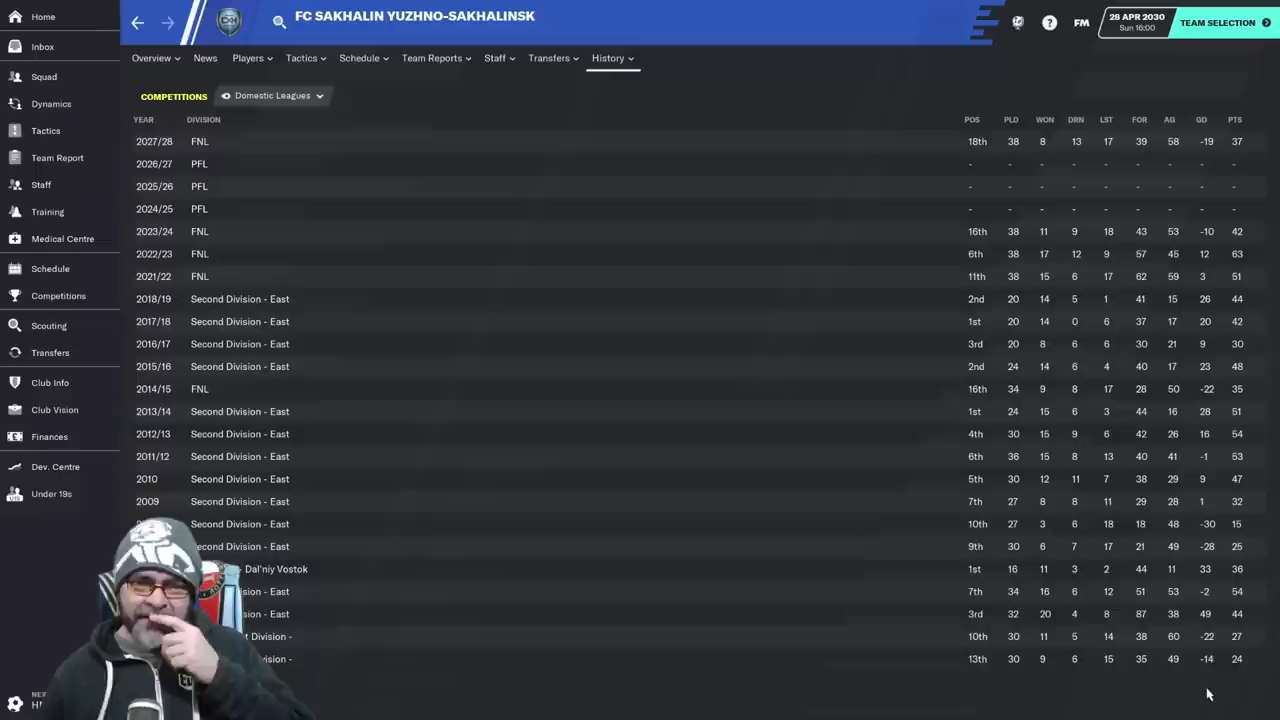 Home
Inbox
Squad
Dynamics
Tactics
Team Report
Staff
Training
Medical Centre
Schedule
Competitions
Scouting
Transfers
Club Info
Club Vision
Finances
Dev. Centre
Under 19s
FC SAKHALIN YUZHNO-SAKHALINSK
FM
28 APR 2030
Sun 16:00
TEAM SELECTION
Overview News Players Tactics Schedule Team Reports Staff Transfers History
COMPETITIONS Domestic Leagues
YEAR DIVISION POS PLD WON DRN LST FOR AG GD PTS
2027/28 FNL 18th 38 8 13 17 39 58 -19 37
2026/27 PFL - - - - - - - - -
2025/26 PFL - - - - - - - - -
2024/25 PFL - - - - - - - - -
2023/24 FNL 16th 38 11 9 18 43 53 -10 42
2022/23 FNL 6th 38 17 12 9 57 45 12 63
2021/22 FNL 11th 38 15 6 17 62 59 3 51
2018/19 Second Division - East 2nd 20 14 5 1 41 15 26 44
2017/18 Second Division - East 1st 20 14 0 6 37 17 20 42
2016/17 Second Division - East 3rd 20 8 6 6 30 21 9 30
2015/16 Second Division - East 2nd 24 14 6 4 40 17 23 48
2014/15 FNL 16th 34 9 8 17 28 50 -22 35
2013/14 Second Division - East 1st 24 15 6 3 44 16 28 51
2012/13 Second Division - East 4th 30 15 9 6 42 26 16 54
2011/12 Second Division - East 6th 36 15 8 13 40 41 -1 53
2010 Second Division - East 5th 30 12 11 7 38 29 9 47
2009 Second Division - East 7th 27 8 8 11 29 28 1 32
Second Division - East 10th 27 3 6 18 18 48 -30 15
econd Division - East 9th 30 6 7 17 21 49 -28 25
- Dal'niy Vostok 1st 16 11 3 2 44 11 33 36
ision - East 7th 34 16 6 12 51 53 -2 54
ision - East 3rd 32 20 4 8 87 38 49 44
t Division - 10th 30 11 5 14 38 60 -22 27
vision - 13th 30 9 6 15 35 49 -14 24